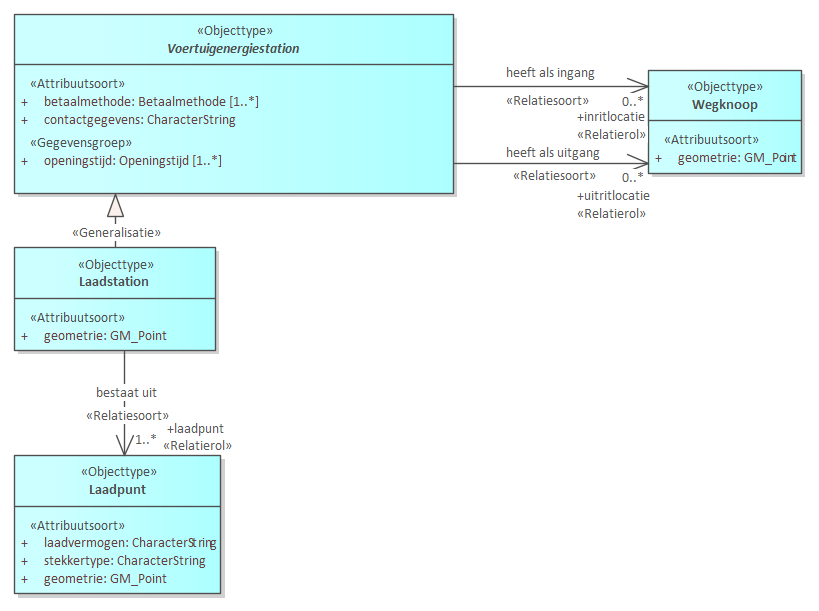 «Objecttype»
Voertuigenergiestation
«Attribuutsoort»
+ betaalmethode: Betaalmethode [1..*]
+ contactgegevens: CharacterString
«Gegevensgroep»
+ openingstijd: Openingstijd [1..*]
heeft als ingang
«Relatiesoort» 0..*
+inritlocatie
«Relatierol»
heeft als uitgang
«Relatiesoort» 0..*
+uitritlocatie
«Relatierol»
«Objecttype»
Wegknoop
«Attribuutsoort»
+ geometrie: GM_Point
«Generalisatie»
«Objecttype»
Laadstation
«Attribuutsoort»
+ geometrie: GM_Point
bestaat uit
«Relatiesoort»
+laadpunt
1..* «Relatierol»
«Objecttype»
Laadpunt
«Attribuutsoort»
+ laadvermogen: CharacterString
+ stekkertype: CharacterString
+ geometrie: GM_Point